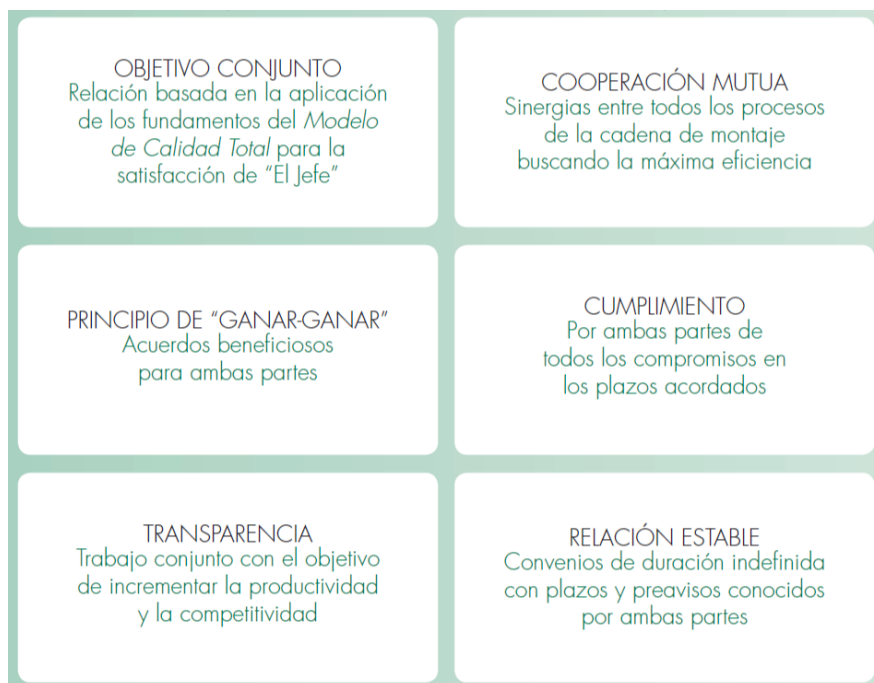 OBJETIVO CONJUNTO
Relación basada en la aplicación
de los fundamentos del Modelo
de Calidad Total para la
satisfacción de “El Jefe”
COOPERACIÓN MUTUA
Sinergias entre todos los procesos
de la cadena de montaje
buscando la máxima eficiencia
PRINCIPIO DE “GANAR-GANAR”
Acuerdos beneficiosos
para ambas partes
CUMPLIMIENTO
Por ambas partes de
todos los compromisos en
los plazos acordados
TRANSPARENCIA
Trabajo conjunto con el objetivo
de incrementar la productividad
y la competitividad
RELACIÓN ESTABLE
Convenios de duración indefinida
con plazos y preavisos conocidos
por ambas partes